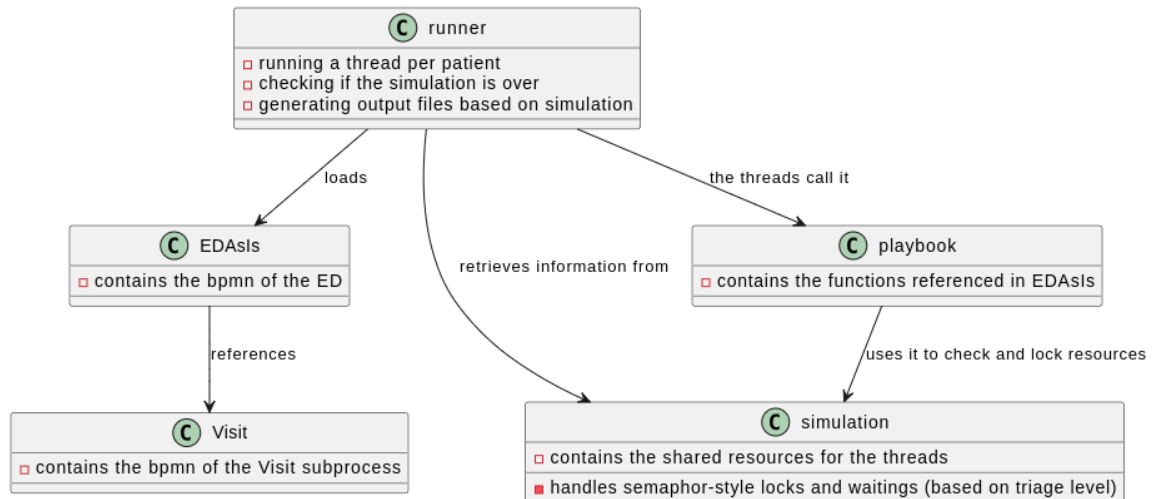 C runner
running a thread per patient
checking if the simulation is over
generating output files based on simulation
loads
the threads call it
C EDAsIs
contains the bpmn of the ED
retrieves information from
C playbook
contains the functions referenced in EDAsIs
references
uses it to check and lock resources
C Visit
contains the bpmn of the Visit subprocess
C simulation
contains the shared resources for the threads
handles semaphor-style locks and waitings (based on triage level)